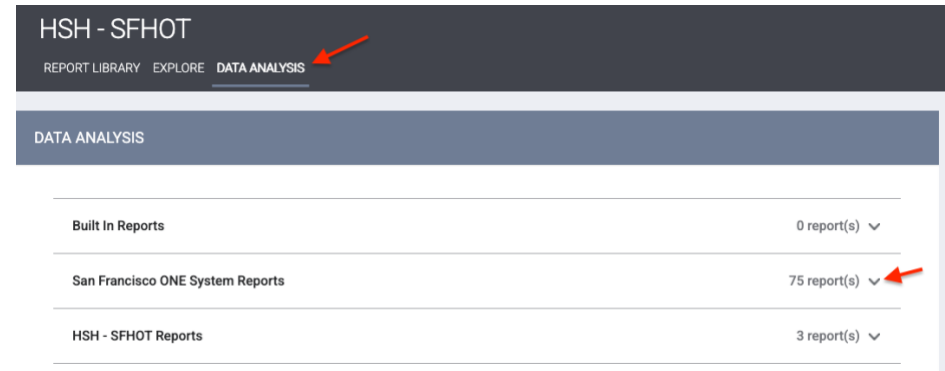 HSH - SFHOT
REPORT LIBRARY EXPLORE DATA ANALYSIS
DATA ANALYSIS
Built In Reports 0 report(s)
San Francisco ONE System Reports 75 report(s)
HSH - SFHOT Reports 3 report(s)